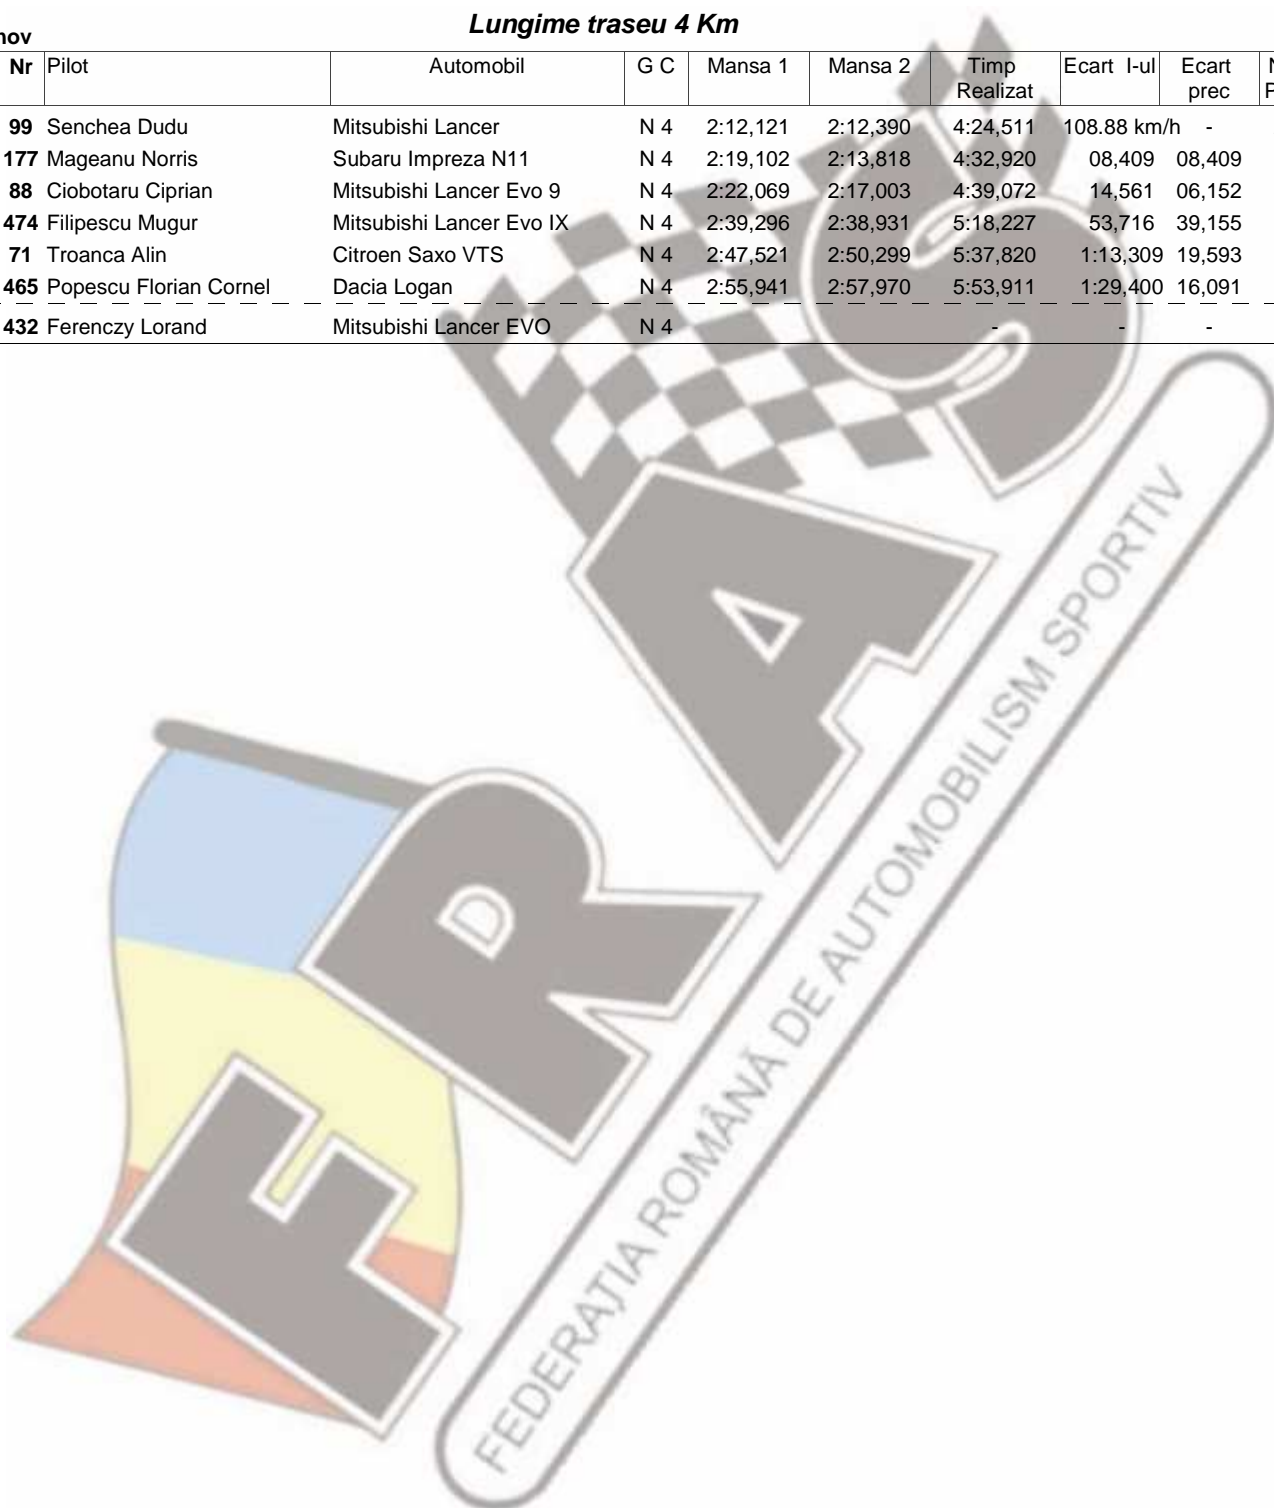 Lungime traseu 4 Km
nov
Nr Pilot Automobil G C Mansa 1 Mansa 2 Timp Realizat Ecart I-ul Ecart prec
99 Senchea Dudu Mitsubishi Lancer N 4 2:12,121 2:12,390 4:24,511 108.88 km/h -
177 Mageanu Norris Subaru Impreza N11 N 4 2:19,102 2:13,818 4:32,920 08,409 08,409
88 Ciobotaru Ciprian Mitsubishi Lancer Evo 9 N 4 2:22,069 2:17,003 4:39,072 14,561 06,152
474 Filipescu Mugur Mitsubishi Lancer Evo IX N 4 2:39,296 2:38,931 5:18,227 53,716 39,155
71 Troanca Alin Citroen Saxo VTS N 4 2:47,521 2:50,299 5:37,820 1:13,309 19,593
465 Popescu Florian Cornel Dacia Logan N 4 2:55,941 2:57,970 5:53,911 1:29,400 16,091
432 Ferenczy Lorand Mitsubishi Lancer EVO N 4 - - -
FRAS
FEDERAŢIA ROMÂNĂ DE AUTOMOBILISM SPORTIV